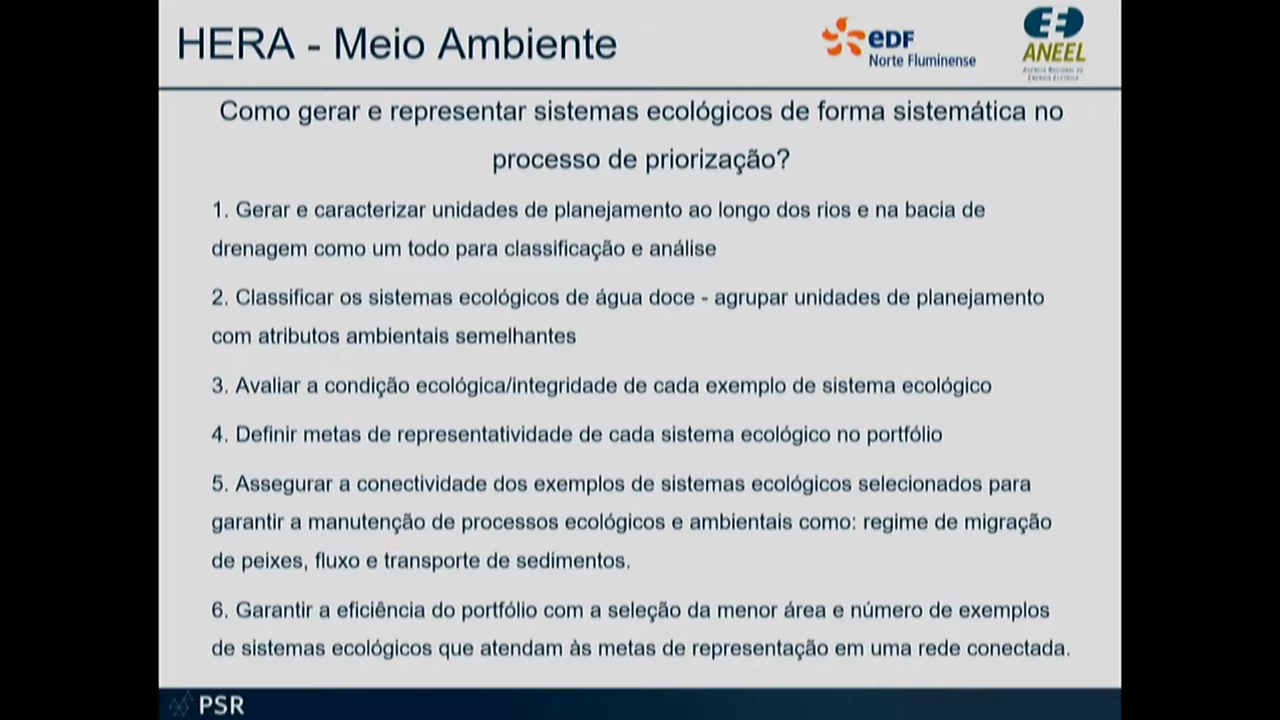 HERA - Meio Ambiente
edF
Norte Fluminense
ANEEL
AGÊNCIA NACIONAL DE
ENERGIA ELÉTRICA
Como gerar e representar sistemas ecológicos de forma sistemática no
processo de priorização?
1. Gerar e caracterizar unidades de planejamento ao longo dos rios e na bacia de
drenagem como um todo para classificação e análise
2. Classificar os sistemas ecológicos de água doce - agrupar unidades de planejamento
com atributos ambientais semelhantes
3. Avaliar a condição ecológica/integridade de cada exemplo de sistema ecológico
4. Definir metas de representatividade de cada sistema ecológico no portfólio
5. Assegurar a conectividade dos exemplos de sistemas ecológicos selecionados para
garantir a manutenção de processos ecológicos e ambientais como: regime de migração
de peixes, fluxo e transporte de sedimentos.
6. Garantir a eficiência do portfólio com a seleção da menor área e número de exemplos
de sistemas ecológicos que atendam às metas de representação em uma rede conectada.
PSR